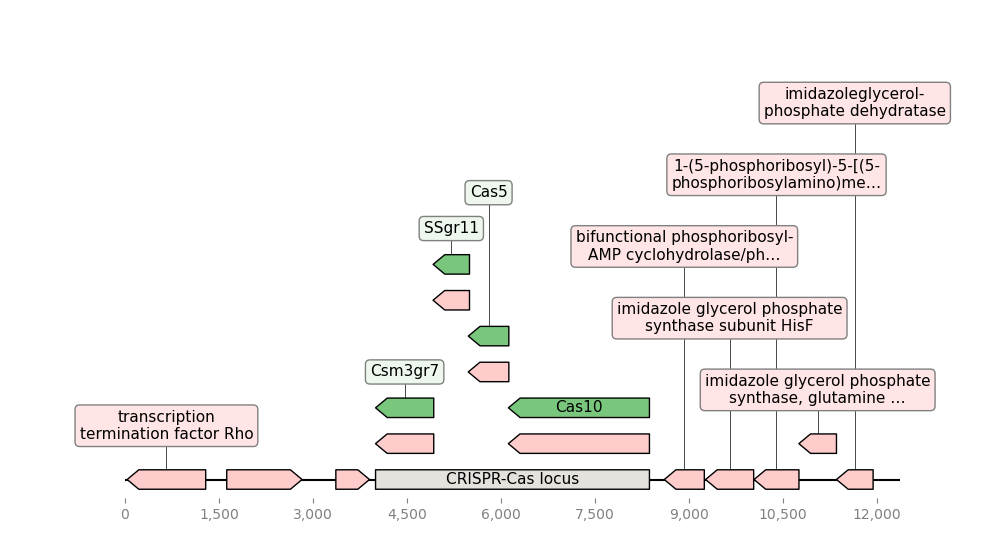 imidazoleglycerol-
phosphate dehydratase
1-(5-phosphoribosyl)-5-[(5-
phosphoribosylamino)me…
Cas5
SSgr11
bifunctional phosphoribosyl-
AMP cyclohydrolase/ph…
imidazole glycerol phosphate
synthase subunit HisF
Csm3gr7
imidazole glycerol phosphate
synthase, glutamine …
Cas10
transcription
termination factor Rho
CRISPR-Cas locus
0 1,500 3,000 4,500 6,000 7,500 9,000 10,500 12,000